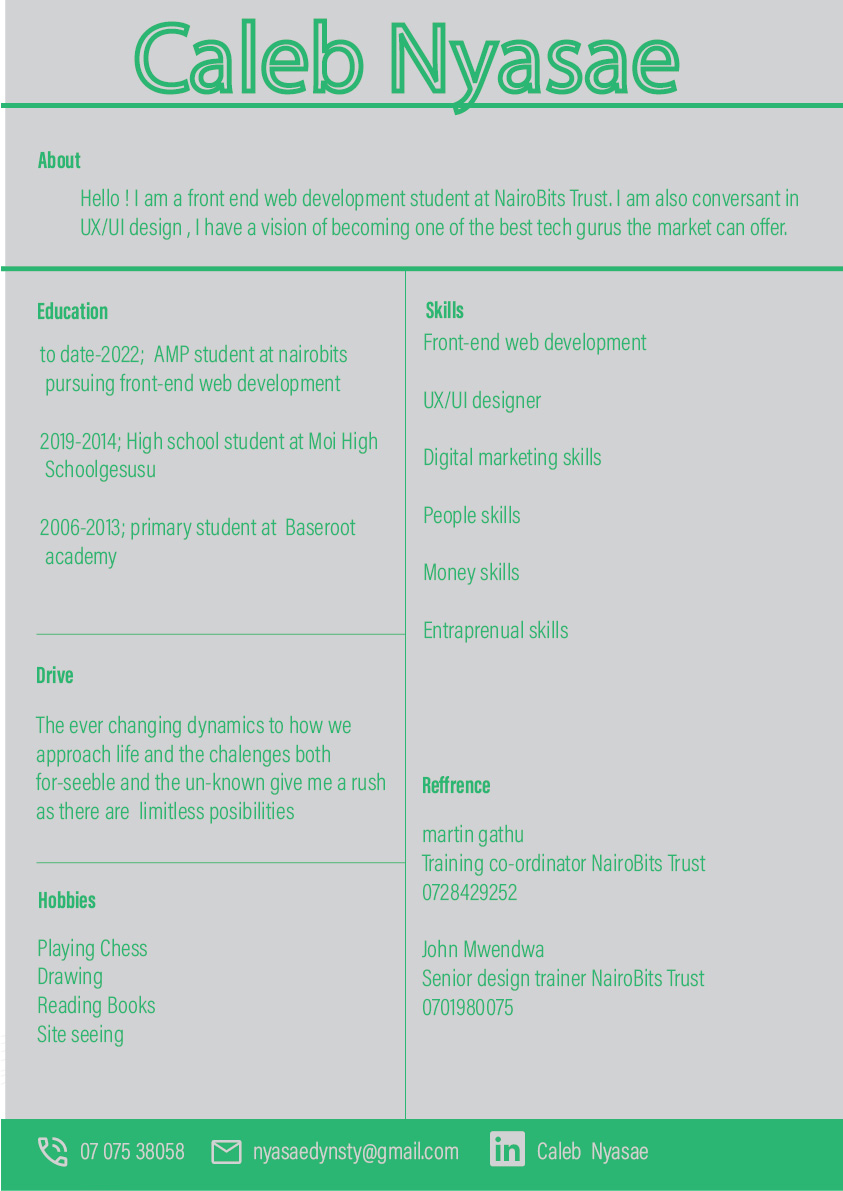 Caleb Nyasae
About
Hello ! I am a front end web development student at NairoBits Trust. I am also conversant in
UX/UI design , I have a vision of becoming one of the best tech gurus the market can offer.
Education
to date-2022;  AMP student at nairobits
pursuing front-end web development
2019-2014; High school student at Moi High
Schoolgesusu
2006-2013; primary student at  Baseroot
academy
Drive
The ever changing dynamics to how we
approach life and the chalenges both
for-seeble and the un-known give me a rush
as there are  limitless posibilities
Hobbies
Playing Chess
Drawing
Reading Books
Site seeing
Skills
Front-end web development
UX/UI designer
Digital marketing skills
People skills
Money skills
Entraprenual skills
Reffrence
martin gathu
Training co-ordinator NairoBits Trust
0728429252
John Mwendwa
Senior design trainer NairoBits Trust
0701980075
07 075 38058
nyasaedynsty@gmail.com
in
Caleb  Nyasae